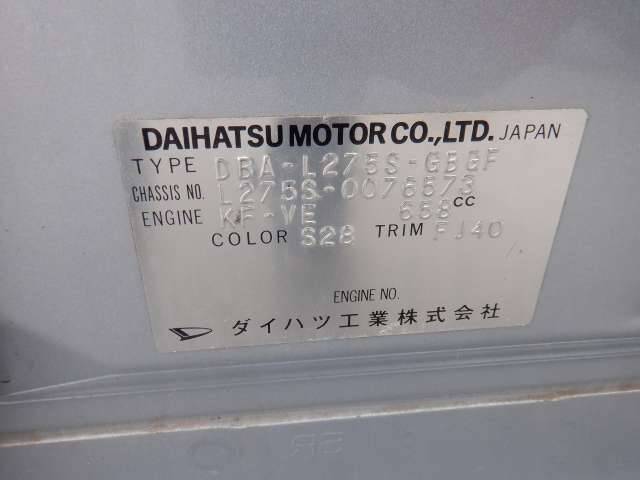 DAIHATSU MOTOR CO.,LTD. JAPAN
TYPE DBA-L275S-GBGF
CHASSIS NO. L275S-0076573
ENGINE KF-VE 658 CC
COLOR S28 TRIM FJ40
ENGINE NO.
ダイハツ工業株式会社